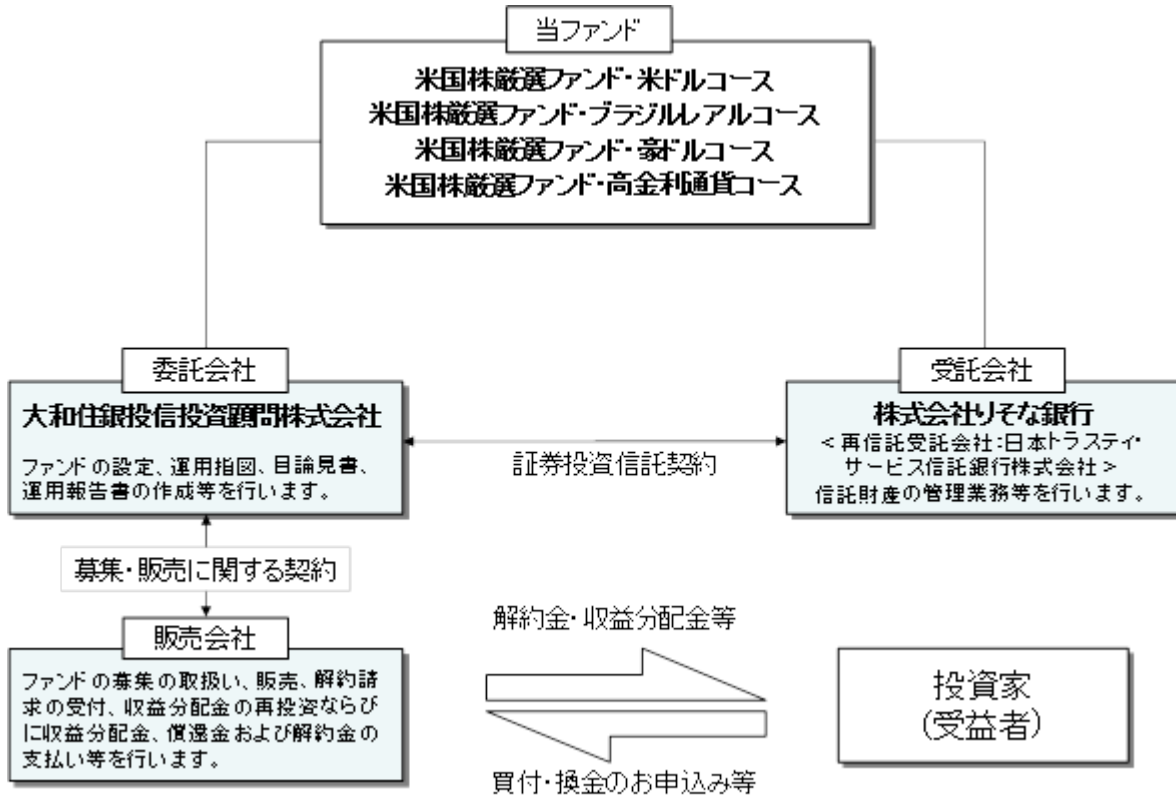 当ファンド
米国株厳選ファンド・米ドルコース
米国株厳選ファンド・ブラジルレアルコース
米国株厳選ファンド・豪ドルコース
米国株厳選ファンド・高金利通貨コース
委託会社
大和住銀投信投資顧問株式会社
ファンドの設定、運用指図、目論見書、
運用報告書の作成等を行います。
証券投資信託契約
受託会社
株式会社りそな銀行
＜再信託受託会社：日本トラスティ・
サービス信託銀行株式会社＞
信託財産の管理業務等を行います。
募集・販売に関する契約
販売会社
ファンドの募集の取扱い、販売、解約請
求の受付、収益分配金の再投資ならび
に収益分配金、償還金および解約金の
支払い等を行います。
解約金・収益分配金等
買付・換金のお申込み等
投資家
（受益者）